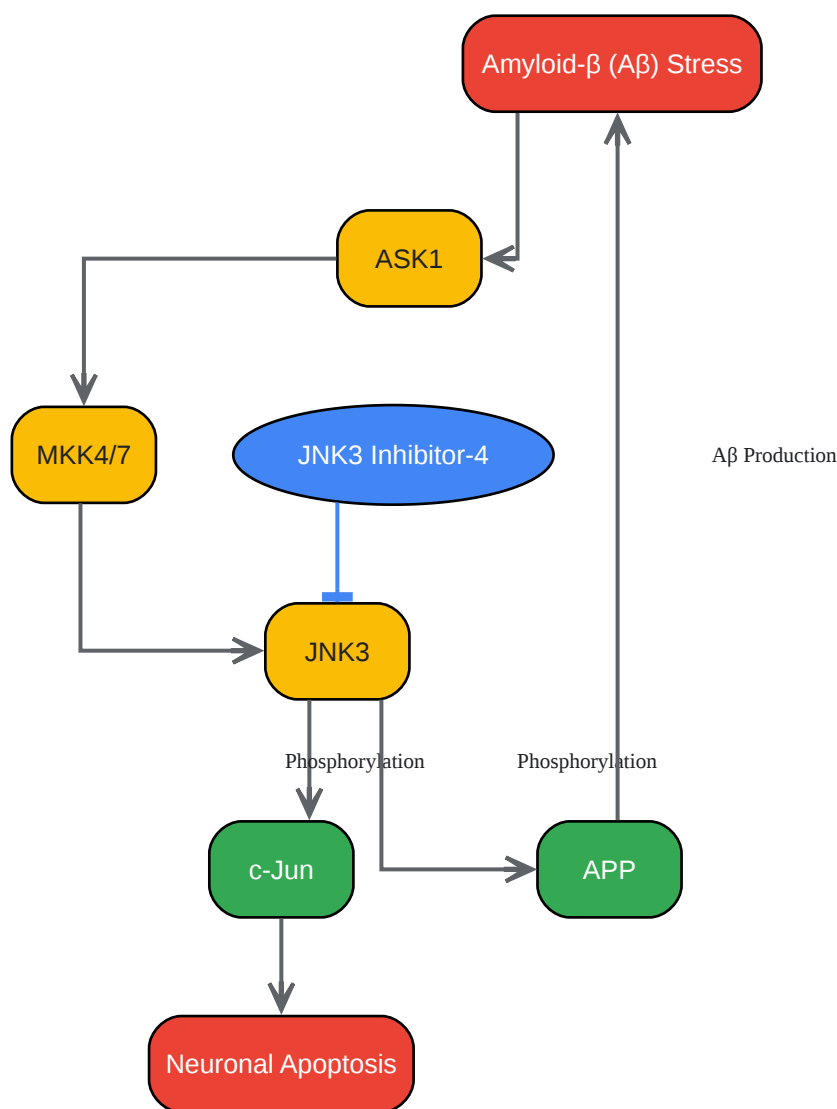 Amyloid-β (Aβ) Stress
ASK1
MKK4/7
JNK3 Inhibitor-4
Aβ Production
JNK3
Phosphorylation
Phosphorylation
c-Jun
APP
Neuronal Apoptosis